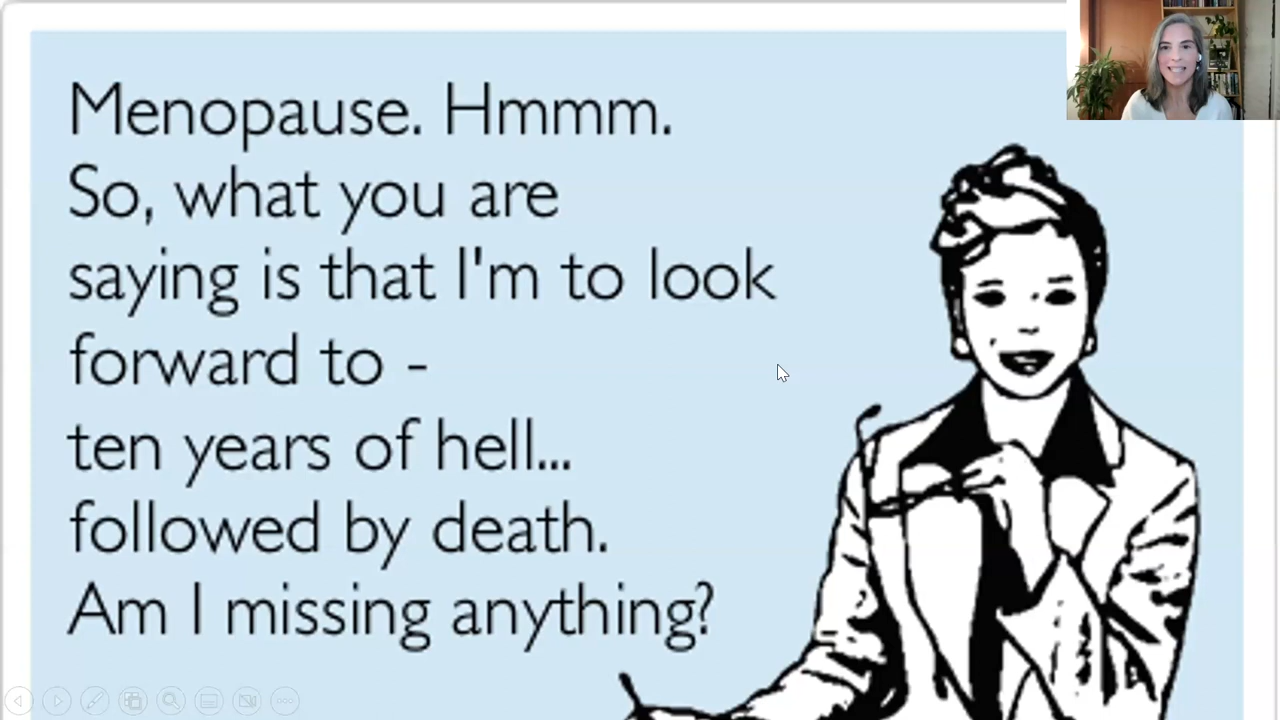 Menopause. Hmmm.
So, what you are
saying is that I'm to look
forward to -
ten years of hell...
followed by death.
Am I missing anything?